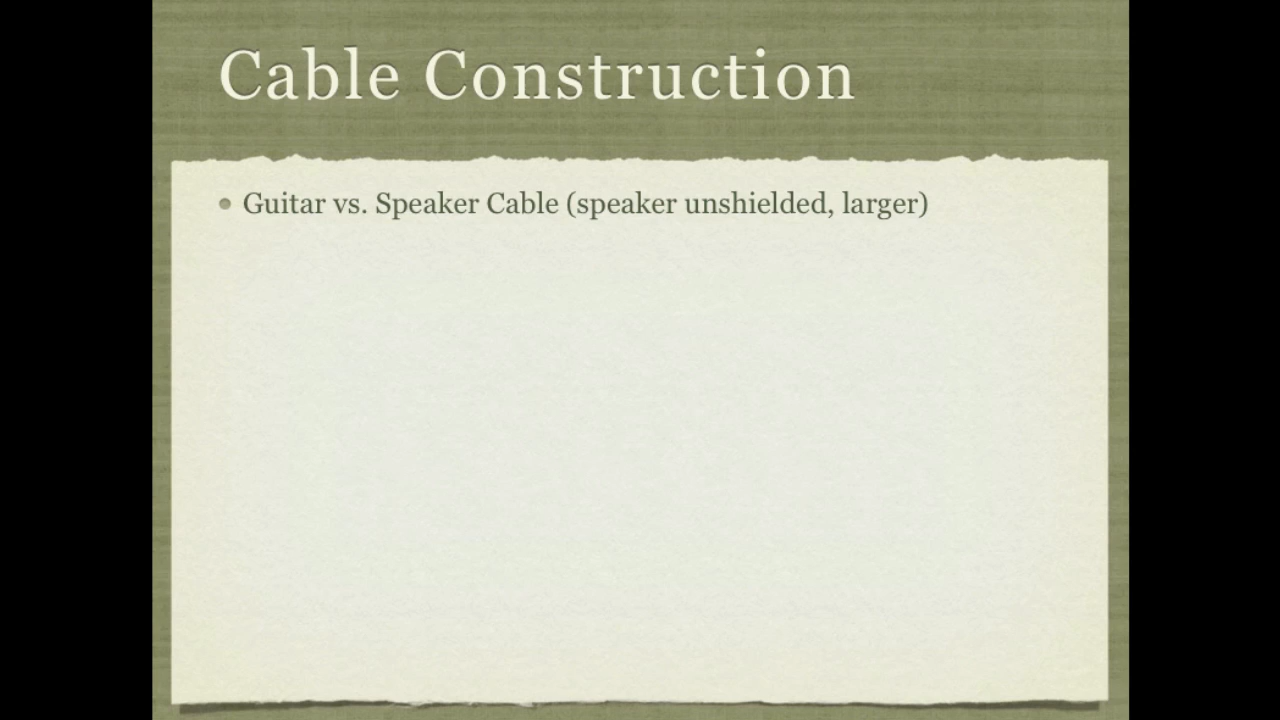 Cable Construction
• Guitar vs. Speaker Cable (speaker unshielded, larger)